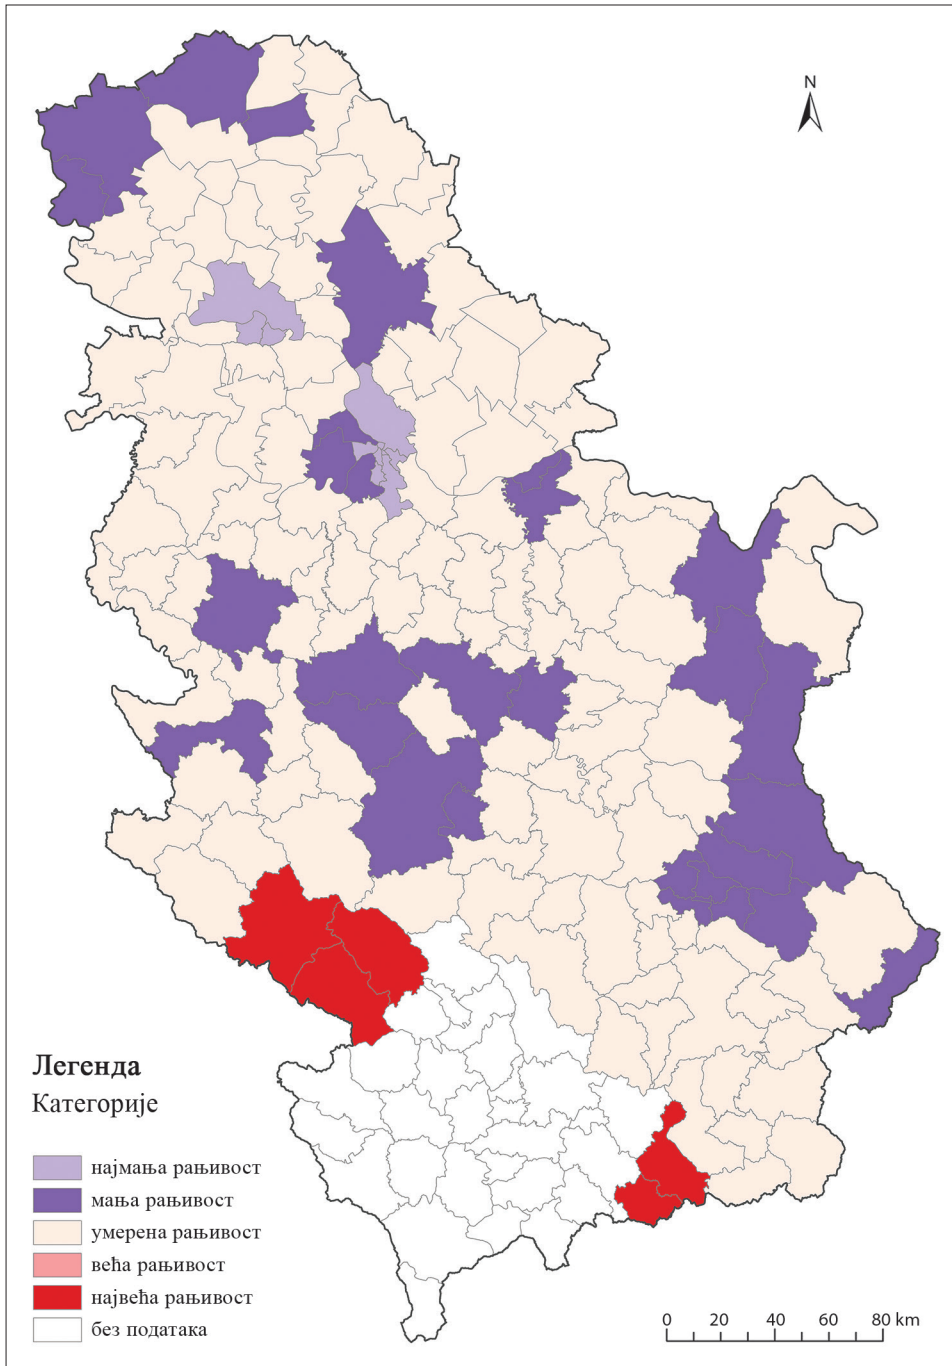 N
Легенда
Категорије
најмања рањивост
мања рањивост
умерена рањивост
већа рањивост
највећа рањивост
без података
0 20 40 60 80 km